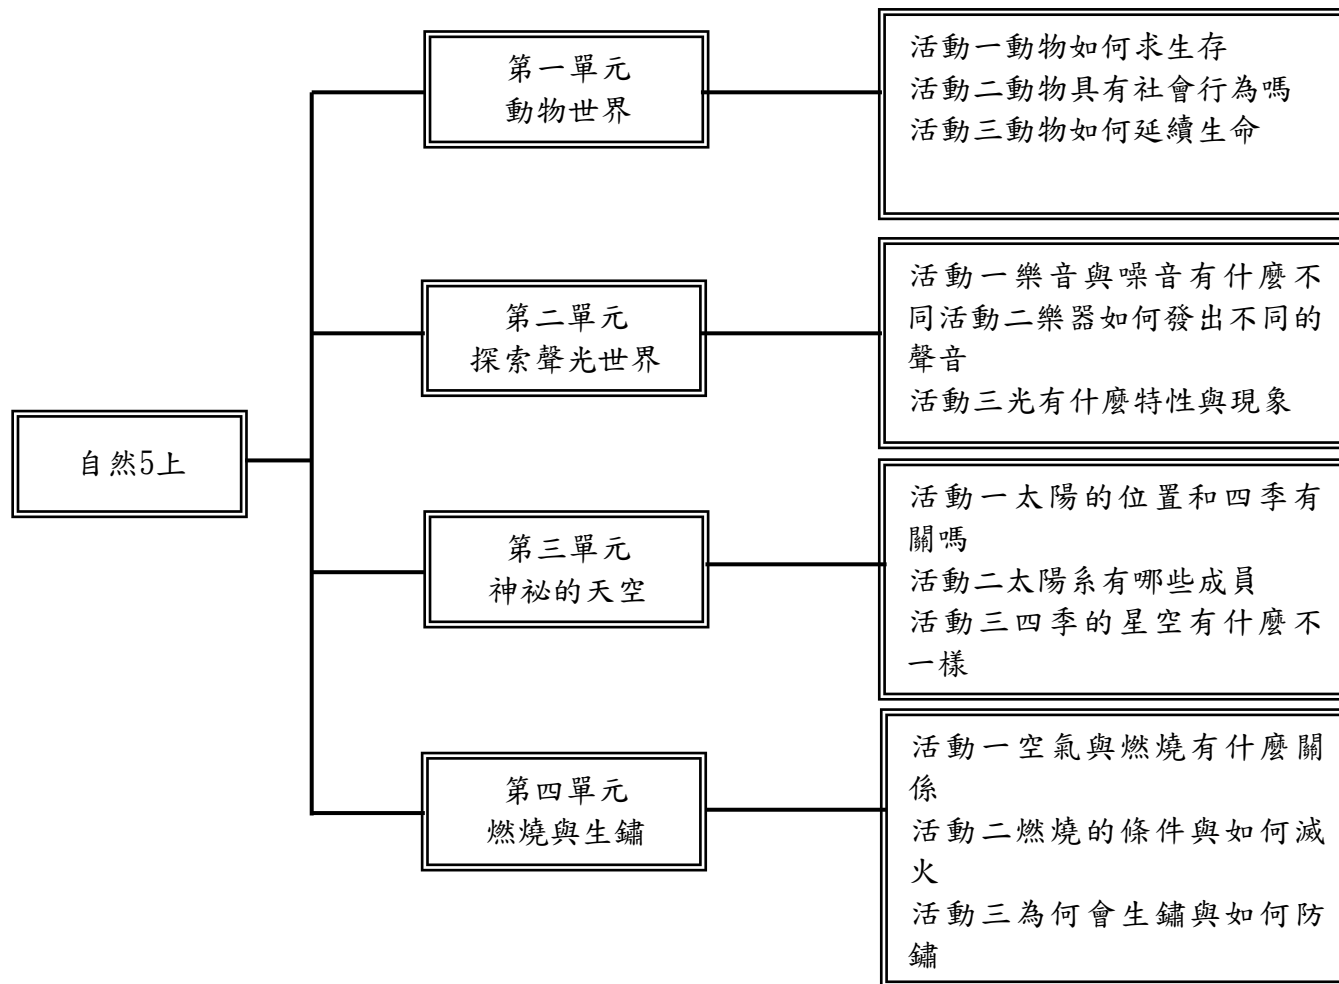 自然5上
第一單元
動物世界
活動一動物如何求生存
活動二動物具有社會行為嗎
活動三動物如何延續生命
第二單元
探索聲光世界
活動一樂音與噪音有什麼不
同活動二樂器如何發出不同的
聲音
活動三光有什麼特性與現象
第三單元
神祕的天空
活動一太陽的位置和四季有
關嗎
活動二太陽系有哪些成員
活動三四季的星空有什麼不
一樣
第四單元
燃燒與生鏽
活動一空氣與燃燒有什麼關
係
活動二燃燒的條件與如何滅
火
活動三為何會生鏽與如何防
鏽